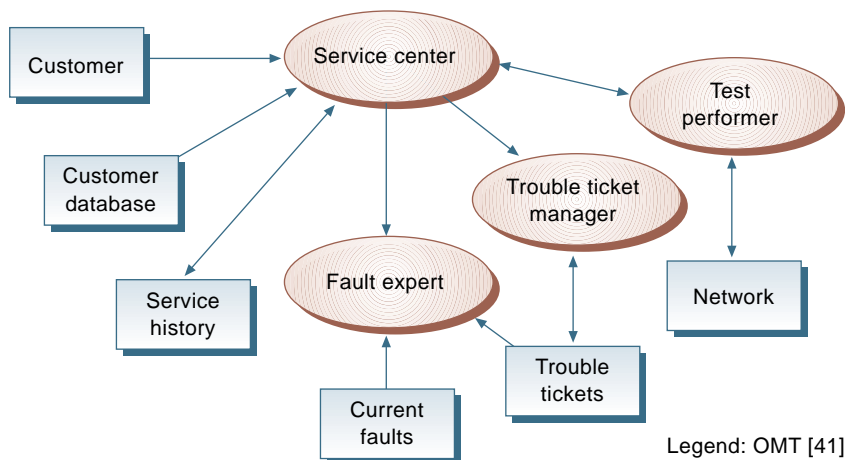 Customer
Service center
Test
performer
Customer
database
Trouble ticket
manager
Service
history
Fault expert
Network
Current
faults
Trouble
tickets
Legend: OMT [41]